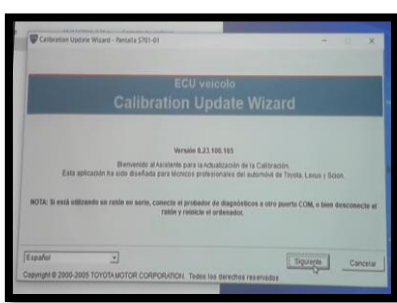 Calibration Update Wizard - Pantalla S701-01
ECU veicolo
Calibration Update Wizard
Versión 8.23.100.165
Bienvenido al Asistente para la Actualización de la Calibración.
Esta aplicación ha sido diseñada para técnicos profesionales del automóvil de Toyota, Lexus y Scion.
NOTA: Si está utilizando un ratón en serie, conecte el probador de diagnósticos a otro puerto COM, o bien desconecte el
ratón y reinicie el ordenador.
Español
Siguiente
Cancelar
Copyright © 2000-2005 TOYOTA MOTOR CORPORATION. Todos los derechos reservados